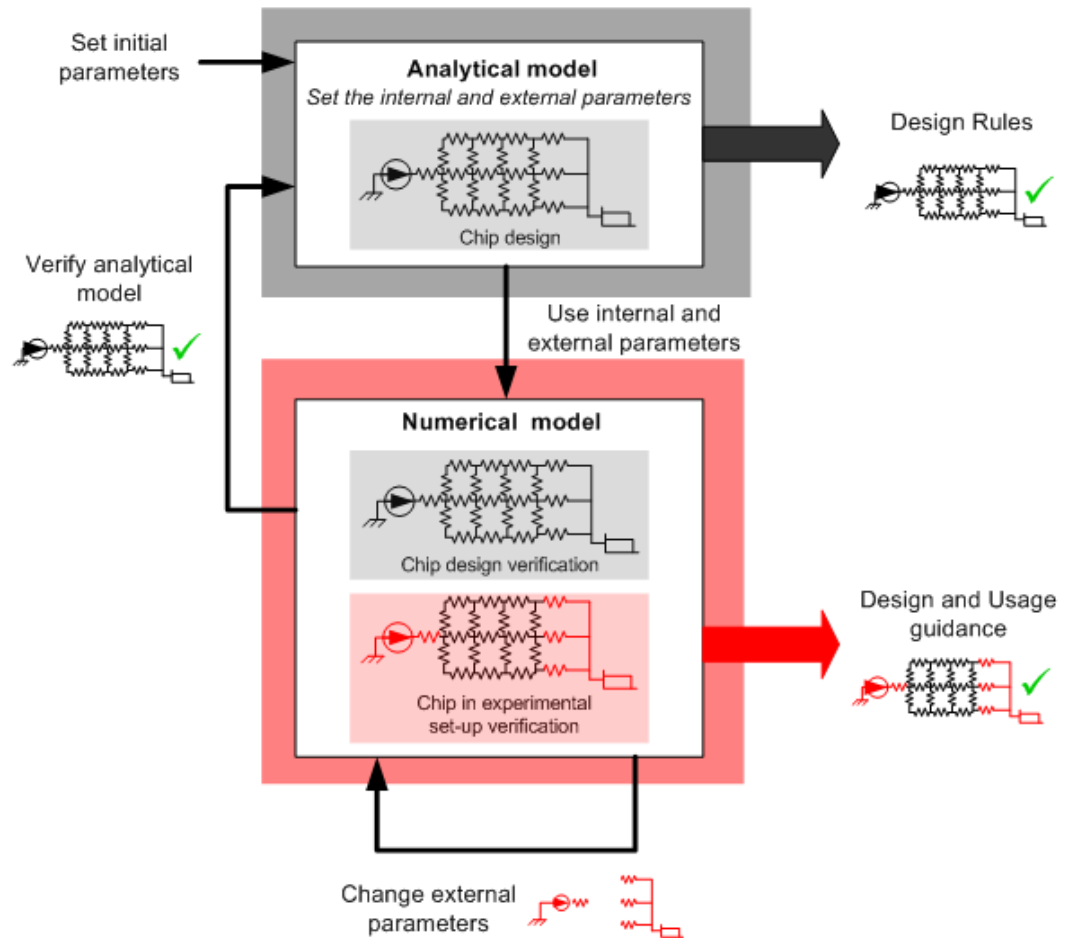 Set initial
parameters
Analytical model
Set the internal and external parameters
Chip design
Design Rules
Verify analytical
model
Use internal and
external parameters
Numerical model
Chip design verification
Chip in experimental
set-up verification
Design and Usage
guidance
Change external
parameters